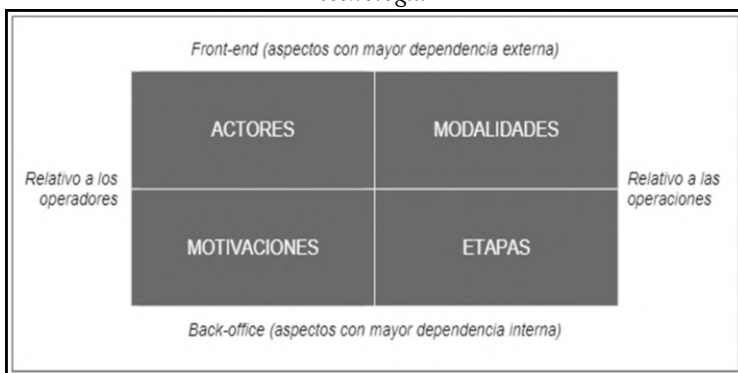 Front-end (aspectos con mayor dependencia externa)
ACTORES
MODALIDADES
Relativo a los
operadores
Relativo a las
operaciones
MOTIVACIONES
ETAPAS
Back-office (aspectos con mayor dependencia interna)